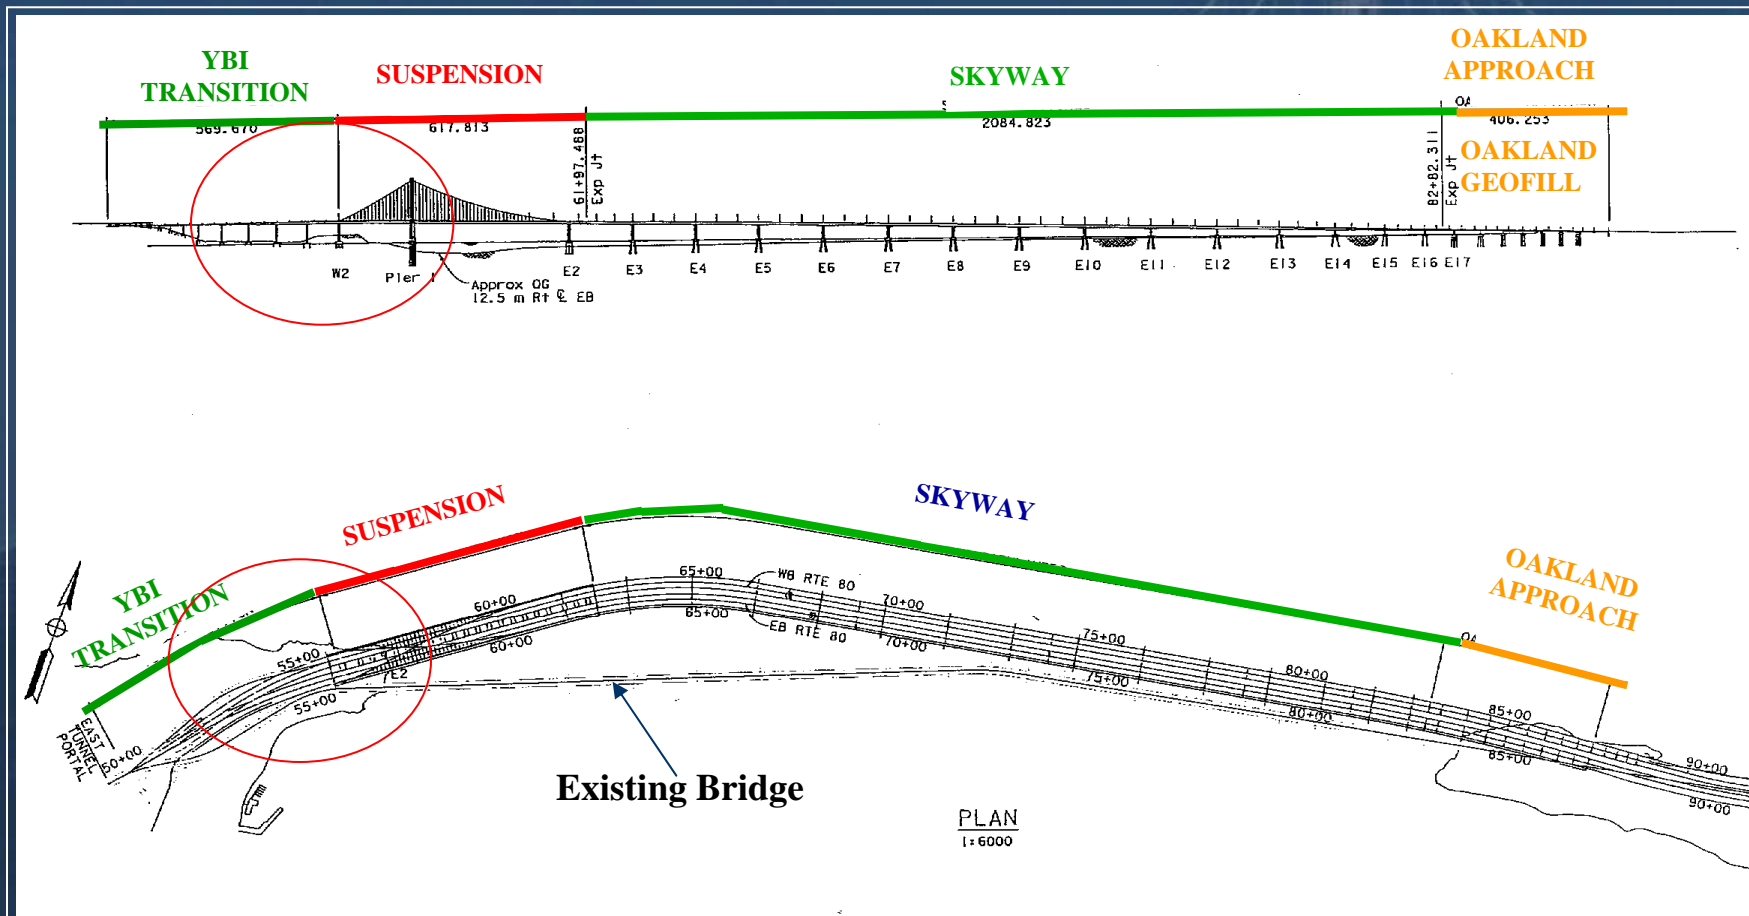 YBI
TRANSITION
SUSPENSION
SKYWAY
OAKLAND
APPROACH
569.670
617.813
2084.823
406.253
61+97.488
Exp Jt
82+82.311
Exp Jt
OAKLAND
GEOFILL
W2
Pier 1
E2
E3
E4
E5
E6
E7
E8
E9
E10
E11
E12
E13
E14
E15
E16
E17
Approx OG
12.5 m Rt ℄ EB
SUSPENSION
SKYWAY
YBI
TRANSITION
OAKLAND
APPROACH
EAST
TUNNEL
PORTAL
50+00
55+00
55+00
60+00
60+00
65+00
65+00
WB RTE 80
EB RTE 80
70+00
70+00
75+00
75+00
80+00
80+00
85+00
85+00
90+00
90+00
Existing Bridge
PLAN
1:6000